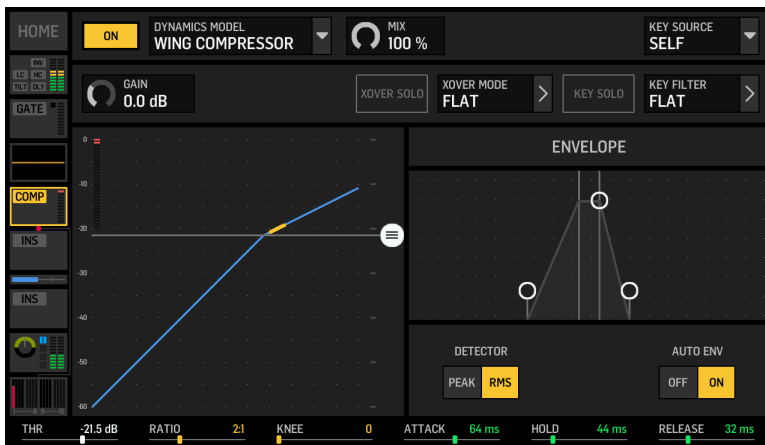 HOME
ON
DYNAMICS MODEL
WING COMPRESSOR
MIX
100 %
KEY SOURCE
SELF
INV
LC HC
TILT DLY
GAIN
0.0 dB
XOVER SOLO
XOVER MODE
FLAT
KEY SOLO
KEY FILTER
FLAT
GATE
COMP
INS
INS
0
-10
-20
-30
-40
-50
-60
ENVELOPE
DETECTOR
PEAK RMS
AUTO ENV
OFF ON
THR -21.5 dB RATIO 2:1 KNEE 0 ATTACK 64 ms HOLD 44 ms RELEASE 32 ms